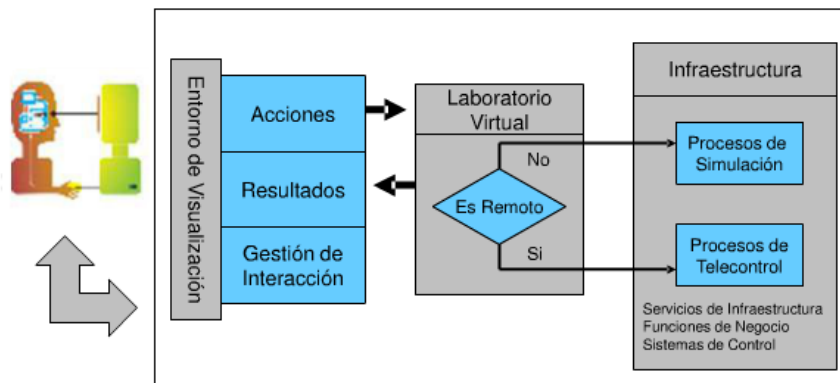 Entorno de Visualización
Acciones
Resultados
Gestión de
Interacción
Laboratorio
Virtual
No
Es Remoto
Si
Infraestructura
Procesos de
Simulación
Procesos de
Telecontrol
Servicios de Infraestructura
Funciones de Negocio
Sistemas de Control